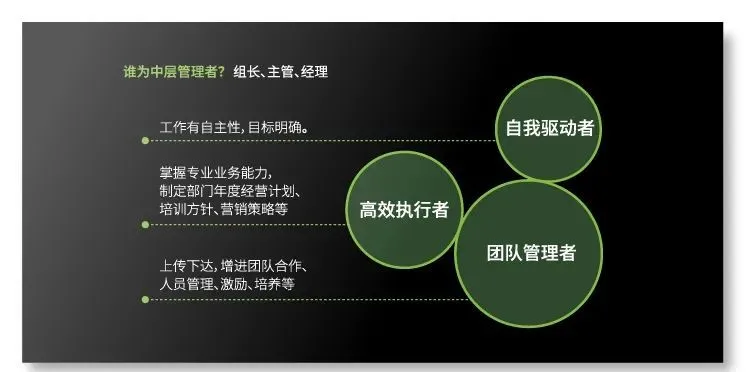 谁为中层管理者？组长、主管、经理
工作有自主性，目标明确。
自我驱动者
掌握专业业务能力，
制定部门年度经营计划、
培训方针、营销策略等
高效执行者
上传下达，增进团队合作、
人员管理、激励、培养等
团队管理者